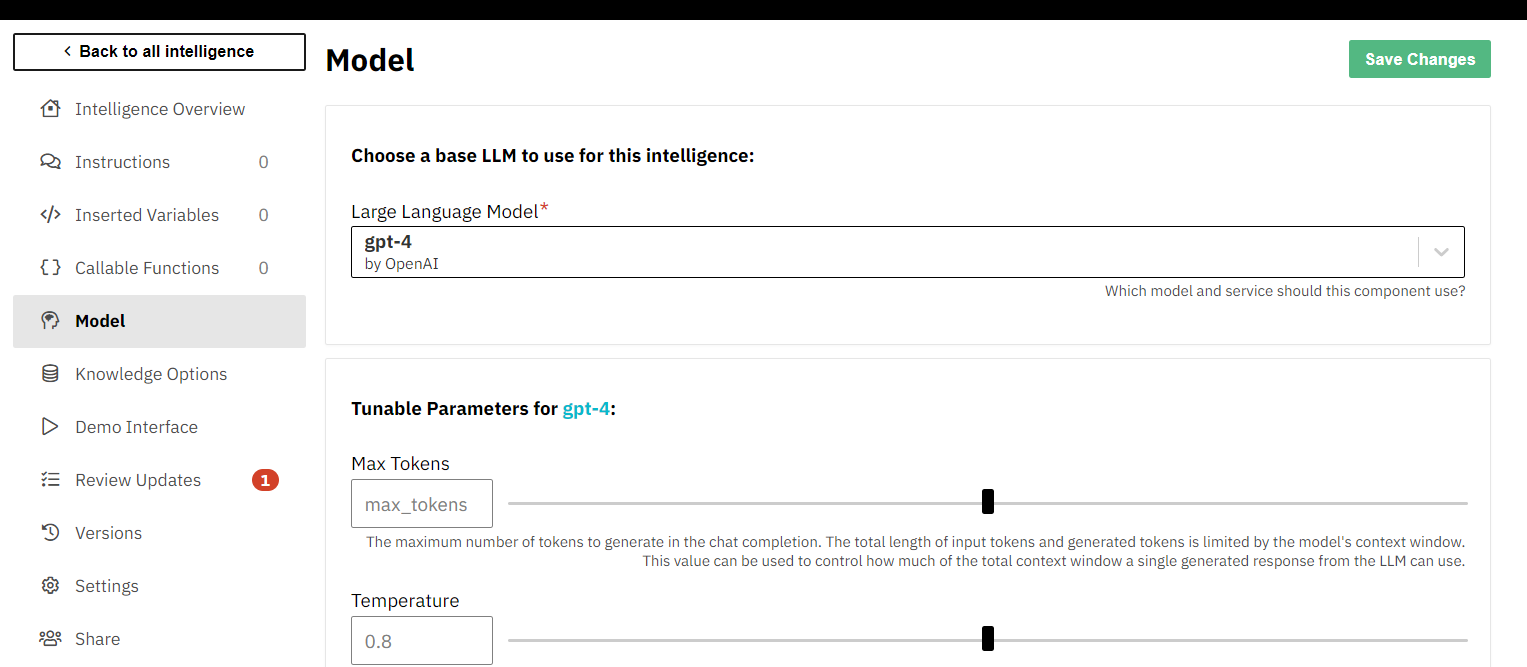 Back to all intelligence
Intelligence Overview
Instructions 0
Inserted Variables 0
Callable Functions 0
Model
Knowledge Options
Demo Interface
Review Updates 1
Versions
Settings
Share
Model
Save Changes
Choose a base LLM to use for this intelligence:
Large Language Model*
gpt-4
by OpenAI
Which model and service should this component use?
Tunable Parameters for gpt-4:
Max Tokens
max_tokens
The maximum number of tokens to generate in the chat completion. The total length of input tokens and generated tokens is limited by the model's context window.
This value can be used to control how much of the total context window a single generated response from the LLM can use.
Temperature
0.8